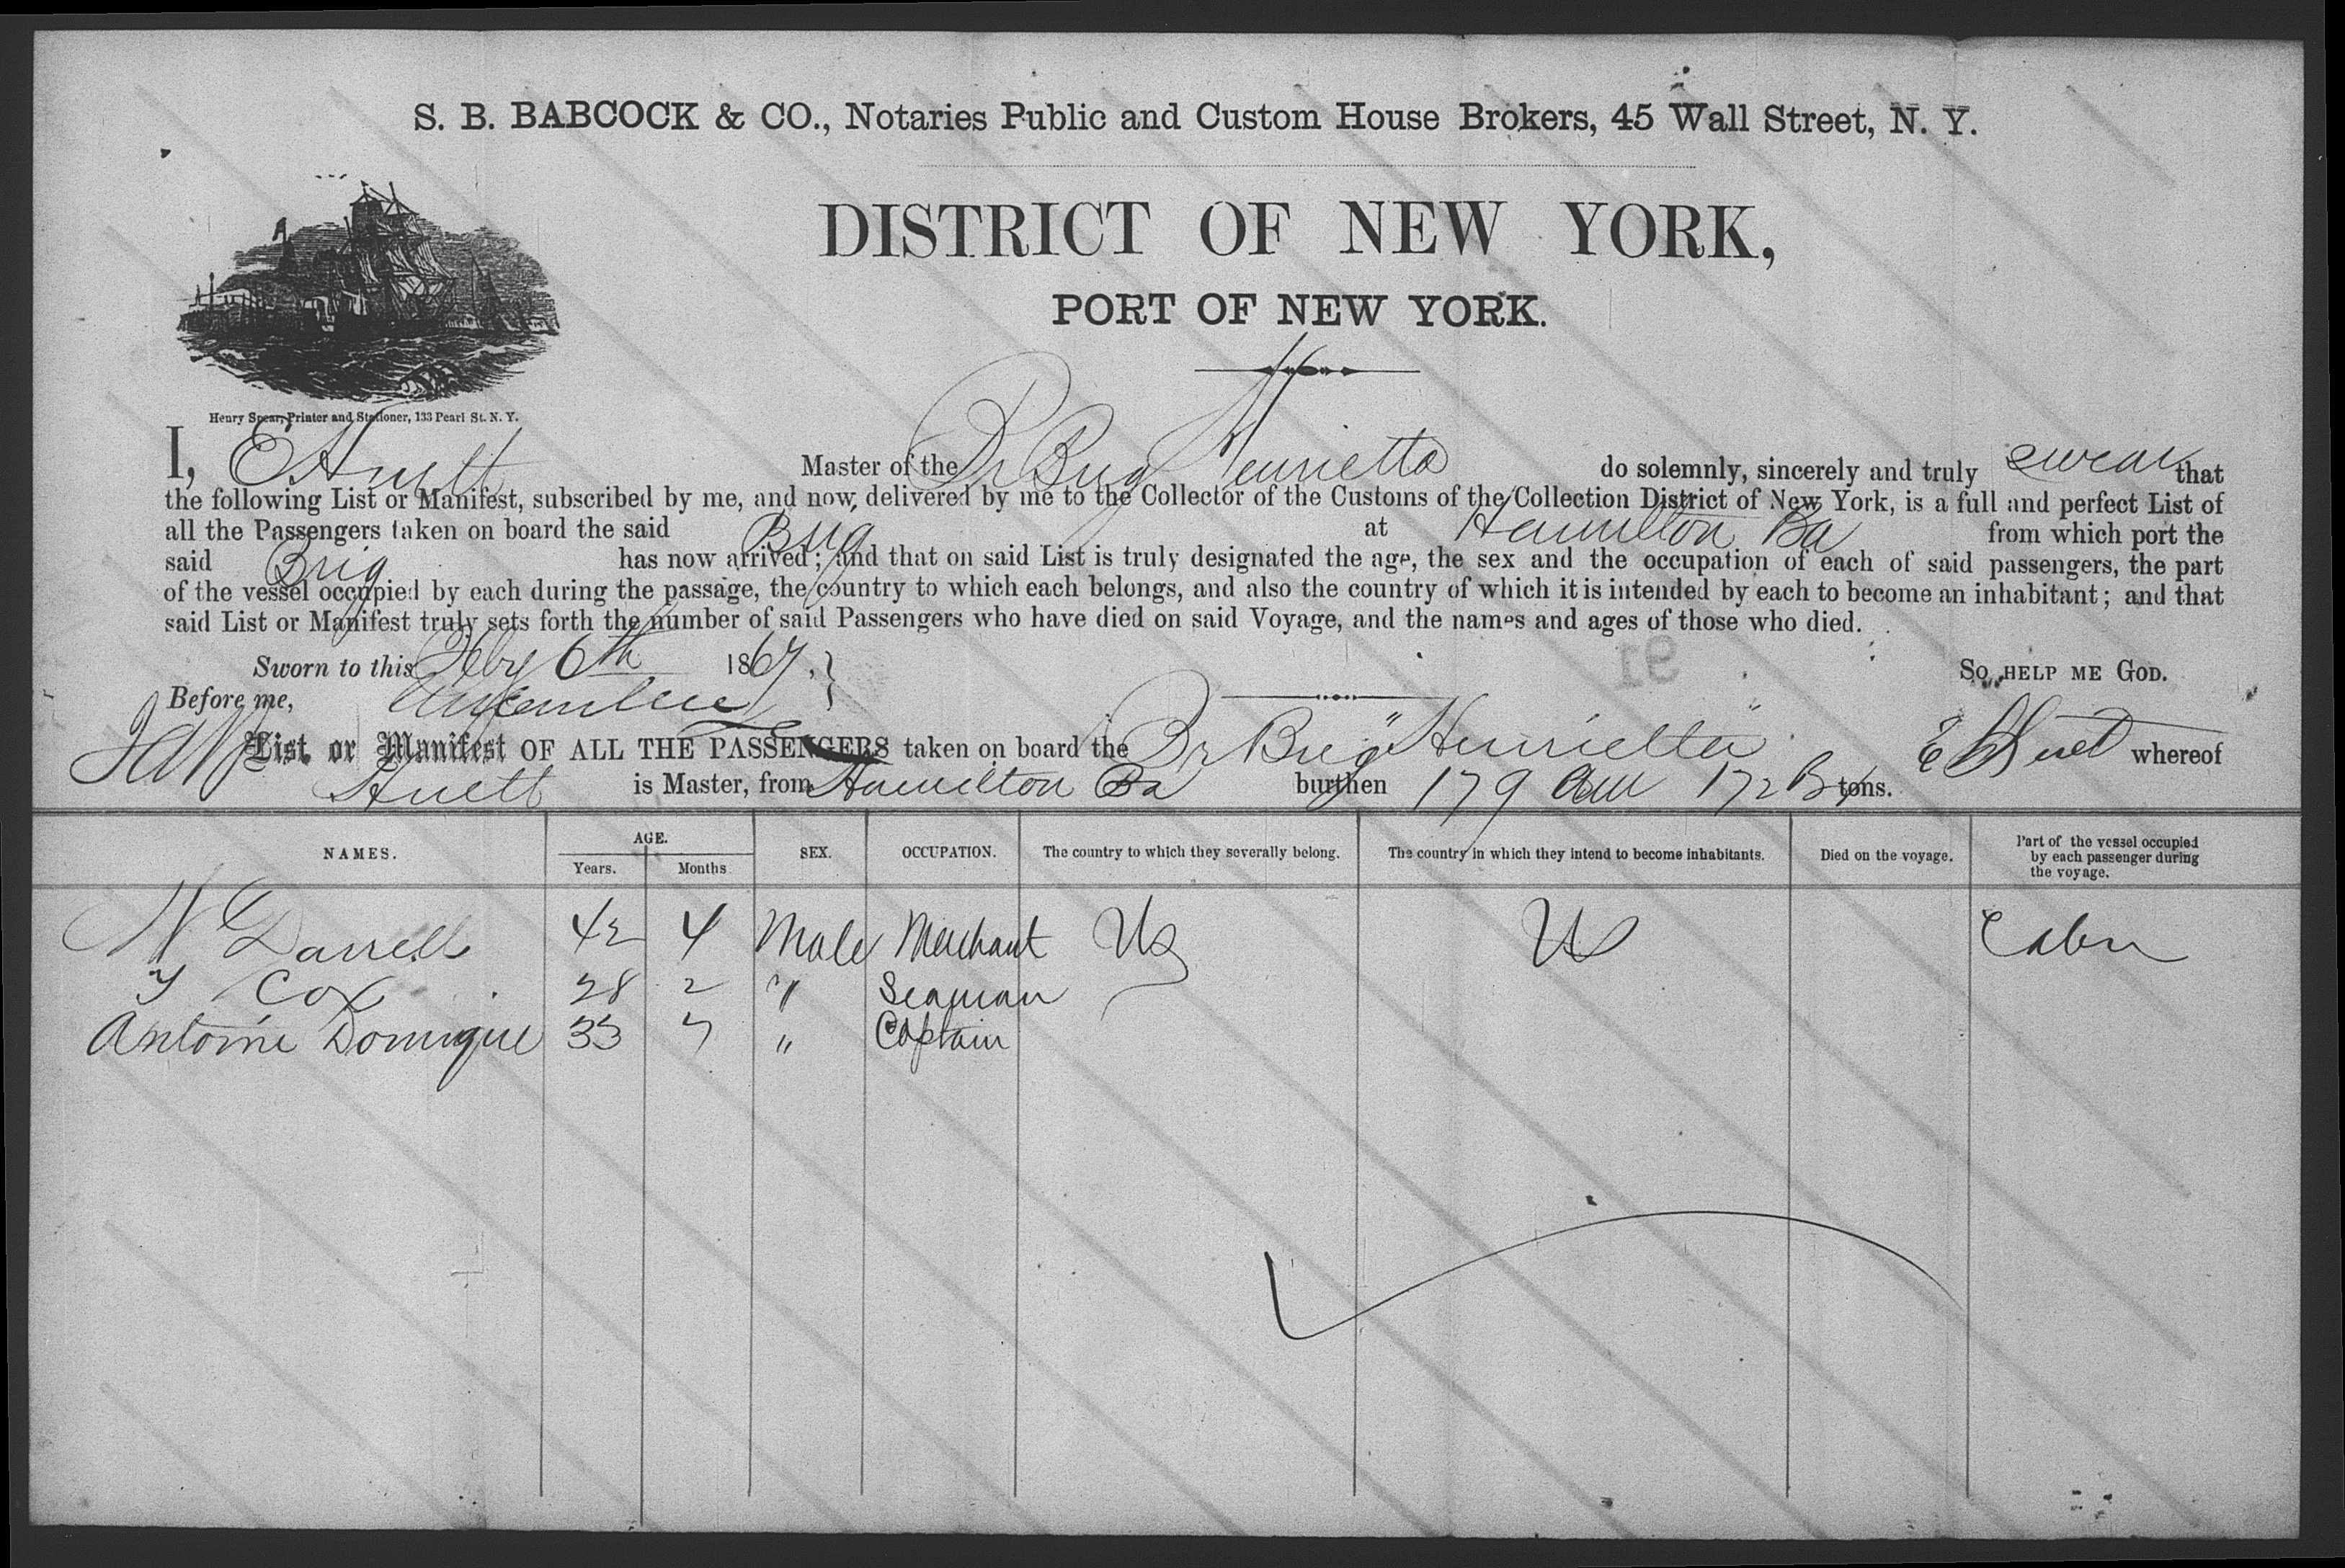 S. B. BABCOCK & CO., Notaries Public and Custom House Brokers, 45 Wall Street, N. Y.
DISTRICT OF NEW YORK,
PORT OF NEW YORK.
Henry Spear, Printer and Stationer, 133 Pearl St. N. Y.
I, E Huett Master of the Br Brig Henrietta do solemnly, sincerely and truly swear that
the following List or Manifest, subscribed by me, and now delivered by me to the Collector of the Customs of the Collection District of New York, is a full and perfect List of
all the Passengers taken on board the said Brig at Hamilton Ba from which port the
said Brig has now arrived; and that on said List is truly designated the age, the sex and the occupation of each of said passengers, the part
of the vessel occupied by each during the passage, the country to which each belongs, and also the country of which it is intended by each to become an inhabitant; and that
said List or Manifest truly sets forth the number of said Passengers who have died on said Voyage, and the names and ages of those who died.
Sworn to this Feby 6th 1867. 91 SO HELP ME GOD.
Before me,
List or Manifest OF ALL THE PASSENGERS taken on board the Br Brig "Henrietta" E Huett whereof
Huett is Master, from Hamilton Ba burthen 179 Am 172 Br tons.
NAMES. AGE. Years. Months SEX. OCCUPATION. The country to which they severally belong. The country in which they intend to become inhabitants. Died on the voyage. Part of the vessel occupied by each passenger during the voyage.
N Darrell 42 4 Male Merchant US US Cabin
Y Cox 28 2 " Seaman
Antoine Domique 33 7 " Captain